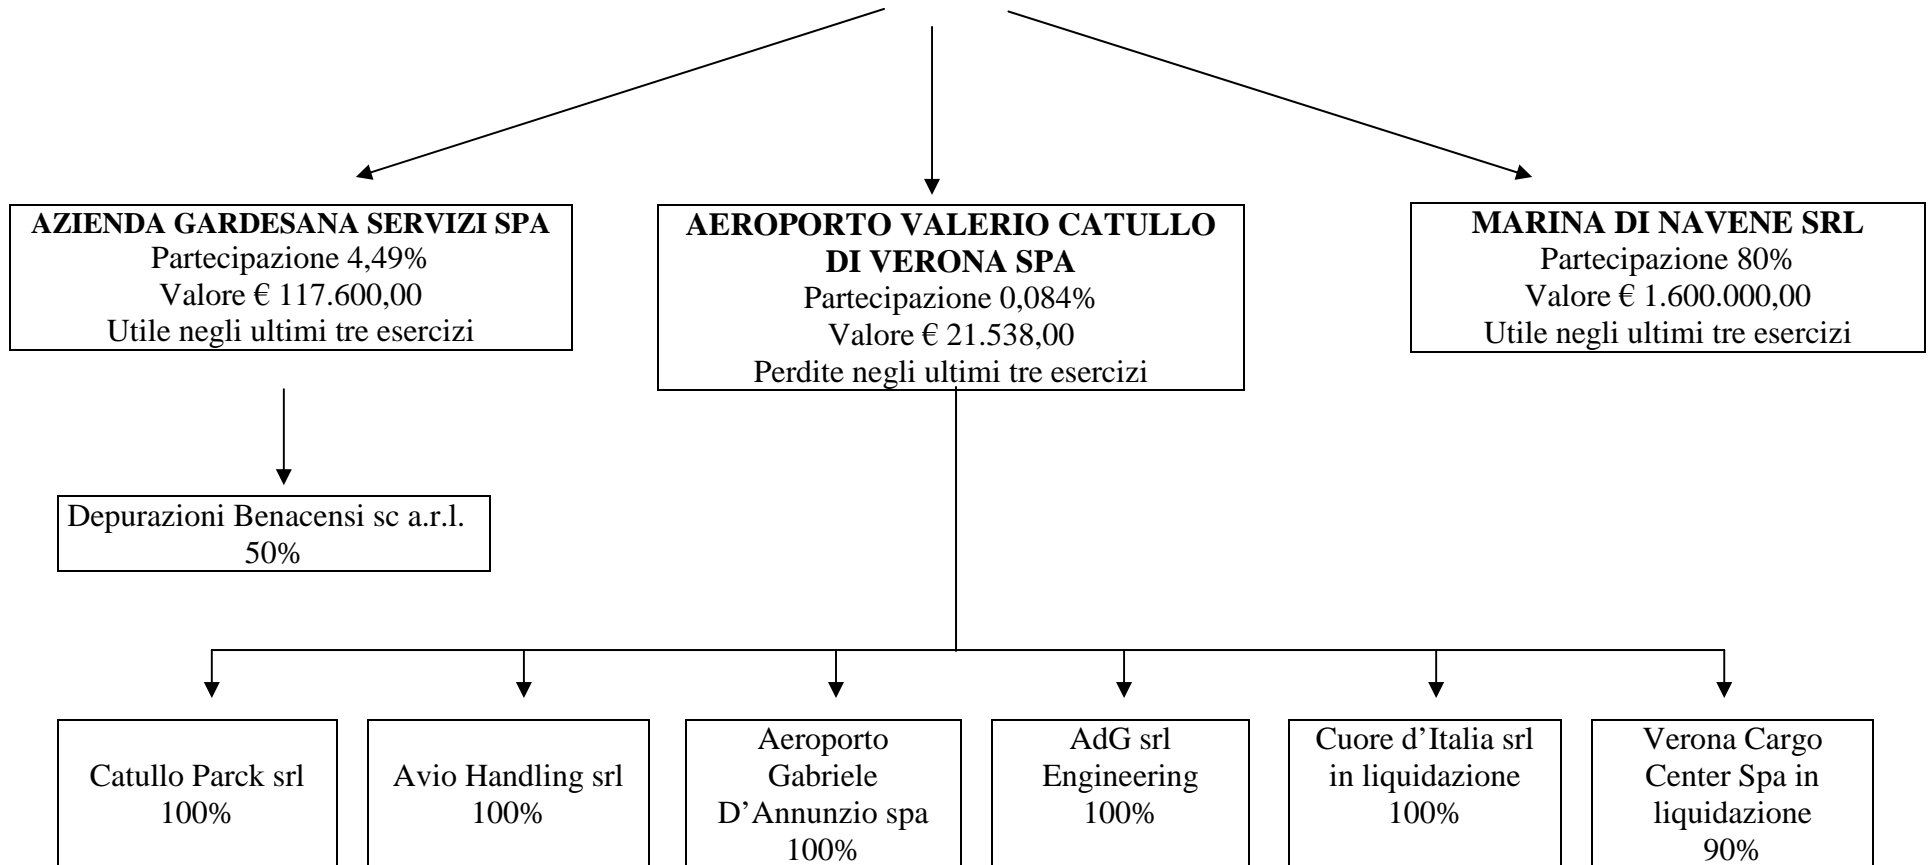 AZIENDA GARDESANA SERVIZI SPA
Partecipazione 4,49%
Valore € 117.600,00
Utile negli ultimi tre esercizi
AEROPORTO VALERIO CATULLO
DI VERONA SPA
Partecipazione 0,084%
Valore € 21.538,00
Perdite negli ultimi tre esercizi
MARINA DI NAVENE SRL
Partecipazione 80%
Valore € 1.600.000,00
Utile negli ultimi tre esercizi
Depurazioni Benacensi sc a.r.l.
50%
Catullo Parck srl
100%
Avio Handling srl
100%
Aeroporto
Gabriele
D’Annunzio spa
100%
AdG srl
Engineering
100%
Cuore d’Italia srl
in liquidazione
100%
Verona Cargo
Center Spa in
liquidazione
90%